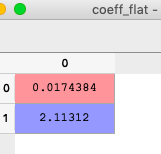 coeff_flat -
0
0 0.0174384
1 2.11312